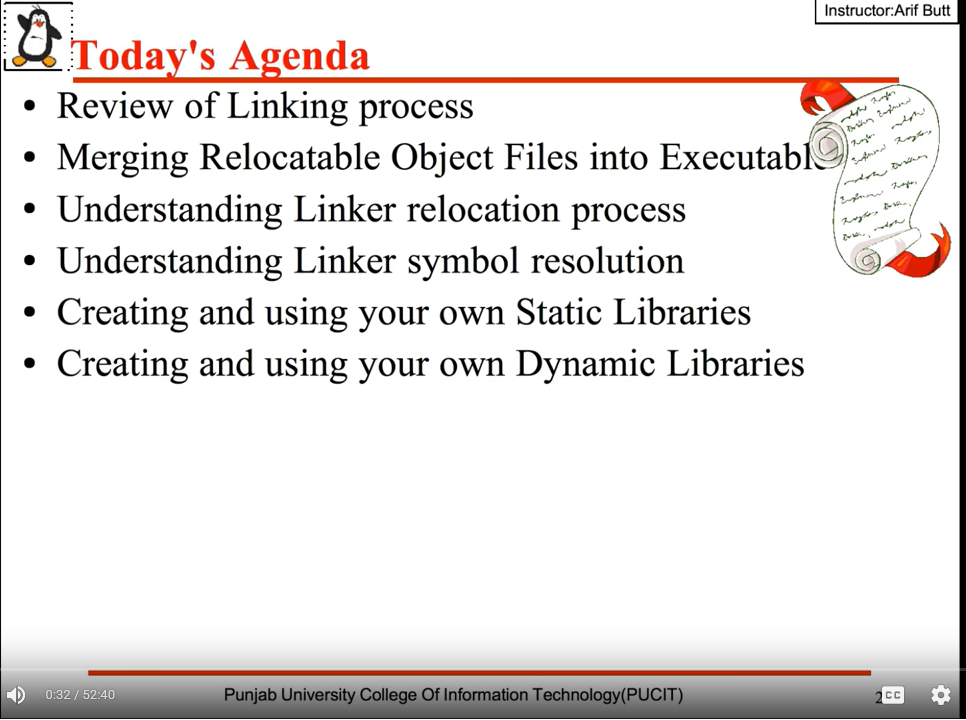 Instructor:Arif Butt
Today's Agenda
• Review of Linking process
• Merging Relocatable Object Files into Executable
• Understanding Linker relocation process
• Understanding Linker symbol resolution
• Creating and using your own Static Libraries
• Creating and using your own Dynamic Libraries
0:32 / 52:40
Punjab University College Of Information Technology(PUCIT)
2
CC